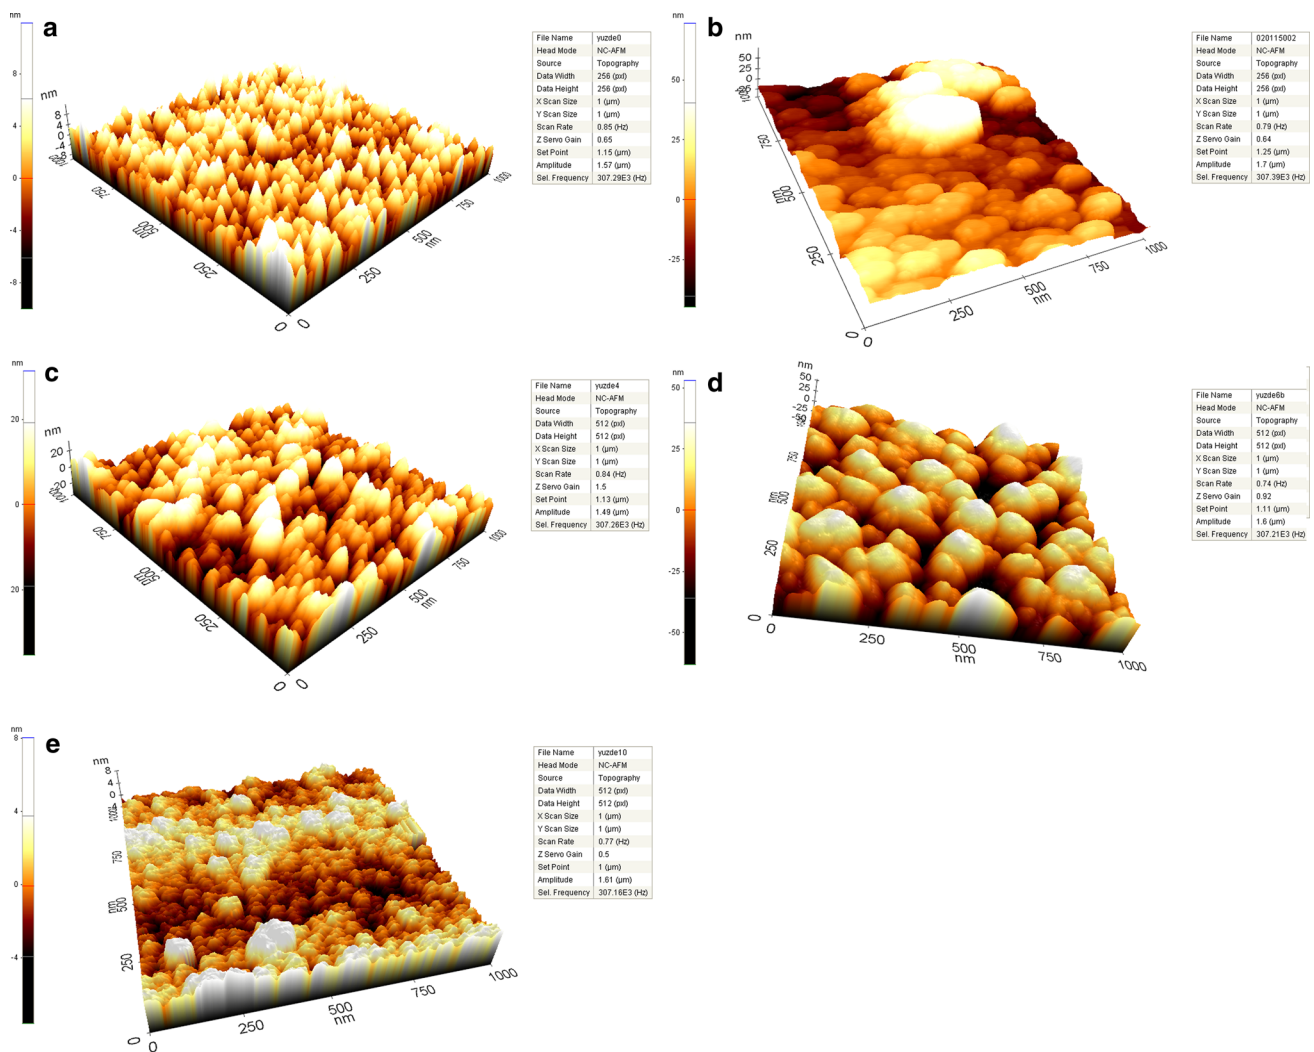 nm
a
8
4
0
-4
-8
nm
8
4
0
-4
-8
1000
750
500
nm
250
0
0
250
500
nm
750
1000
File Name yuzde0
Head Mode NC-AFM
Source Topography
Data Width 256 (pxl)
Data Height 256 (pxl)
X Scan Size 1 (µm)
Y Scan Size 1 (µm)
Scan Rate 0.85 (Hz)
Z Servo Gain 0.65
Set Point 1.15 (µm)
Amplitude 1.57 (µm)
Sel. Frequency 307.29E3 (Hz)
nm
b
50
25
0
-25
nm
50
25
0
-25
1000
750
500
nm
250
0
0
250
500
nm
750
1000
File Name 020115002
Head Mode NC-AFM
Source Topography
Data Width 256 (pxl)
Data Height 256 (pxl)
X Scan Size 1 (µm)
Y Scan Size 1 (µm)
Scan Rate 0.79 (Hz)
Z Servo Gain 0.64
Set Point 1.25 (µm)
Amplitude 1.7 (µm)
Sel. Frequency 307.39E3 (Hz)
nm
c
20
0
20
nm
20
0
-20
1000
750
500
nm
250
0
0
250
500
nm
750
1000
File Name yuzde4
Head Mode NC-AFM
Source Topography
Data Width 512 (pxl)
Data Height 512 (pxl)
X Scan Size 1 (µm)
Y Scan Size 1 (µm)
Scan Rate 0.84 (Hz)
Z Servo Gain 1.5
Set Point 1.13 (µm)
Amplitude 1.49 (µm)
Sel. Frequency 307.26E3 (Hz)
nm
d
50
25
0
-25
-50
nm
50
25
0
-25
-50
750
500
nm
250
0
0
250
500
nm
750
1000
File Name yuzde6b
Head Mode NC-AFM
Source Topography
Data Width 512 (pxl)
Data Height 512 (pxl)
X Scan Size 1 (µm)
Y Scan Size 1 (µm)
Scan Rate 0.74 (Hz)
Z Servo Gain 0.92
Set Point 1.11 (µm)
Amplitude 1.6 (µm)
Sel. Frequency 307.21E3 (Hz)
nm
e
8
4
0
-4
nm
8
4
0
1000
750
500
nm
250
0
0
250
500
nm
750
1000
File Name yuzde10
Head Mode NC-AFM
Source Topography
Data Width 512 (pxl)
Data Height 512 (pxl)
X Scan Size 1 (µm)
Y Scan Size 1 (µm)
Scan Rate 0.77 (Hz)
Z Servo Gain 0.5
Set Point 1 (µm)
Amplitude 1.61 (µm)
Sel. Frequency 307.16E3 (Hz)